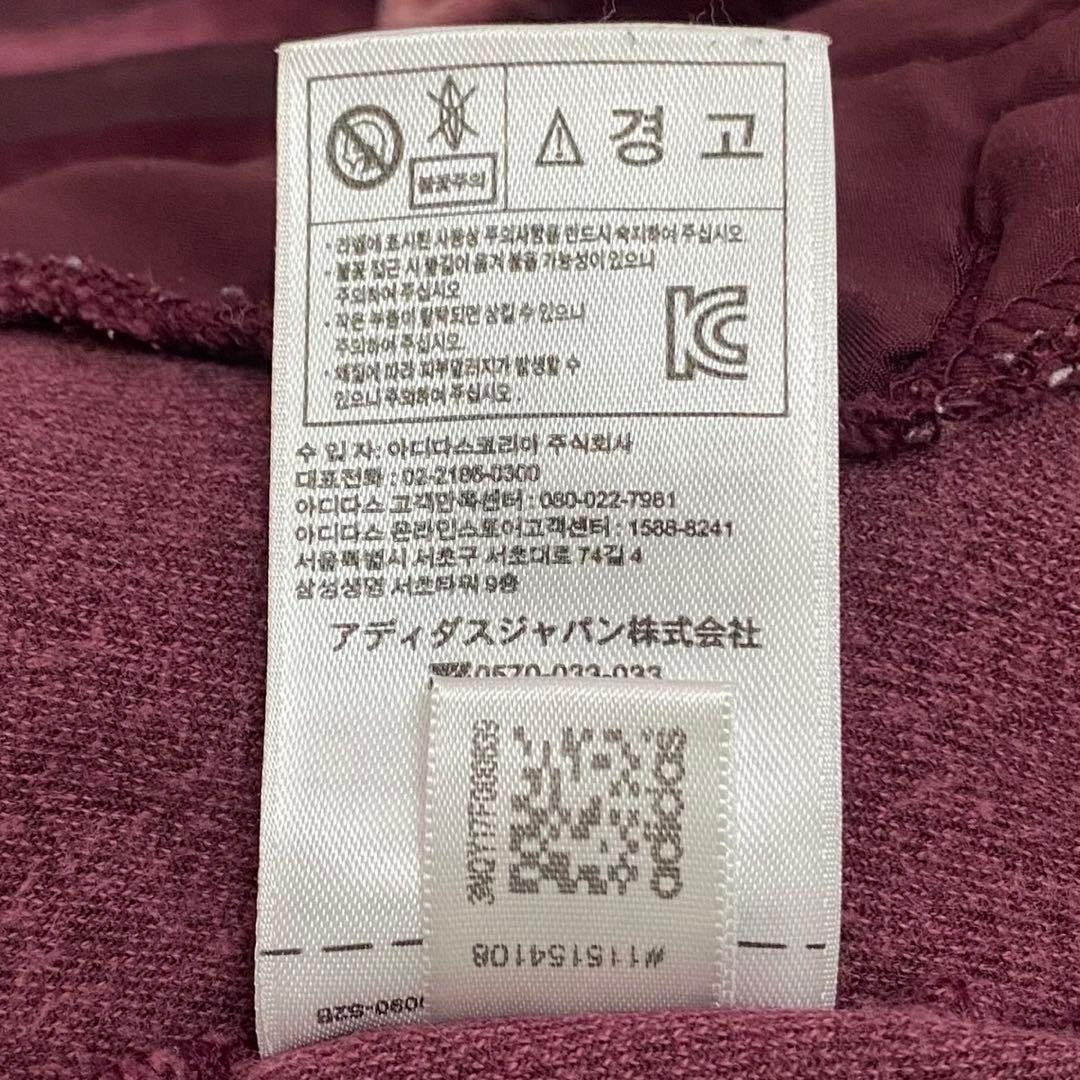 불꽃주의
경 고
· 라벨에 표시된 사용상 주의사항을 반드시 숙지하여 주십시오.
· 불꽃 접근 시 불길이 옮겨 붙을 가능성이 있으니
주의하여 주십시오
· 작은 부품이 탈락되면 삼킬 수 있으니
주의하여 주십시오.
· 체질에 따라 피부알러지가 발생할 수
있으니 주의하여 주십시오.
수 입 자: 아디다스코리아 주식회사
대표전화 : 02-2186-0300
아디다스 고객만족센터 : 080-022-7981
아디다스 온라인스토어고객센터 : 1588-8241
서울특별시 서초구 서초대로 74길 4
삼성생명 서초타워 9층
アディダスジャパン株式会社
0570-033-033
adidas
#115154108